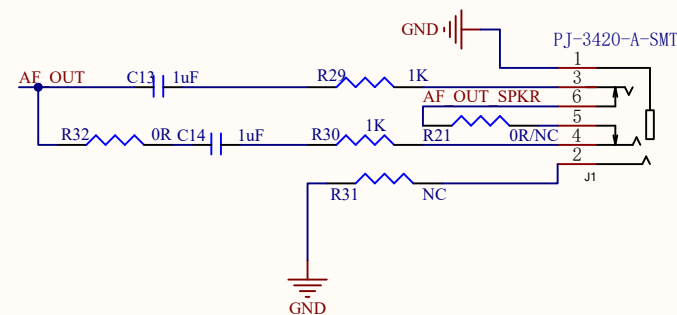 GND
PJ-3420-A-SMT
1
AF_OUT
C13
1uF
R29
1K
3
AF_OUT_SPKR
6
5
R32
0R
C14
1uF
R30
1K
R21
0R/NC
4
2
R31
NC
J1
GND